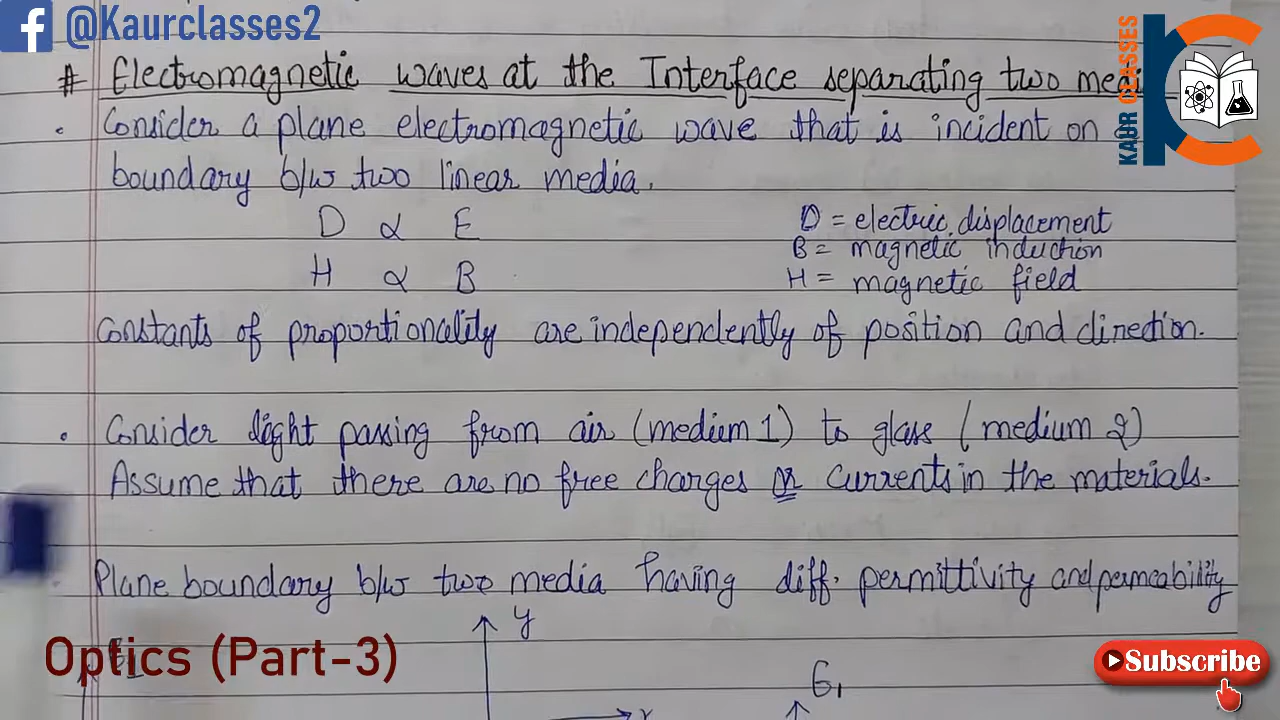 @Kaurclasses2
KAUR CLASSES
# Electromagnetic waves at the Interface separating two medi
• Consider a plane electromagnetic wave that is incident on
boundary b/w two linear media.
D ∝ E
H ∝ B
D = electric displacement
B = magnetic induction
H = magnetic field
Constants of proportionality are independently of position and direction.
• Consider light passing from air (medium 1) to glass (medium 2)
Assume that there are no free charges or currents in the materials.
Plane boundary b/w two media having diff. permittivity and permeability
y
Optics (Part-3)
Subscribe